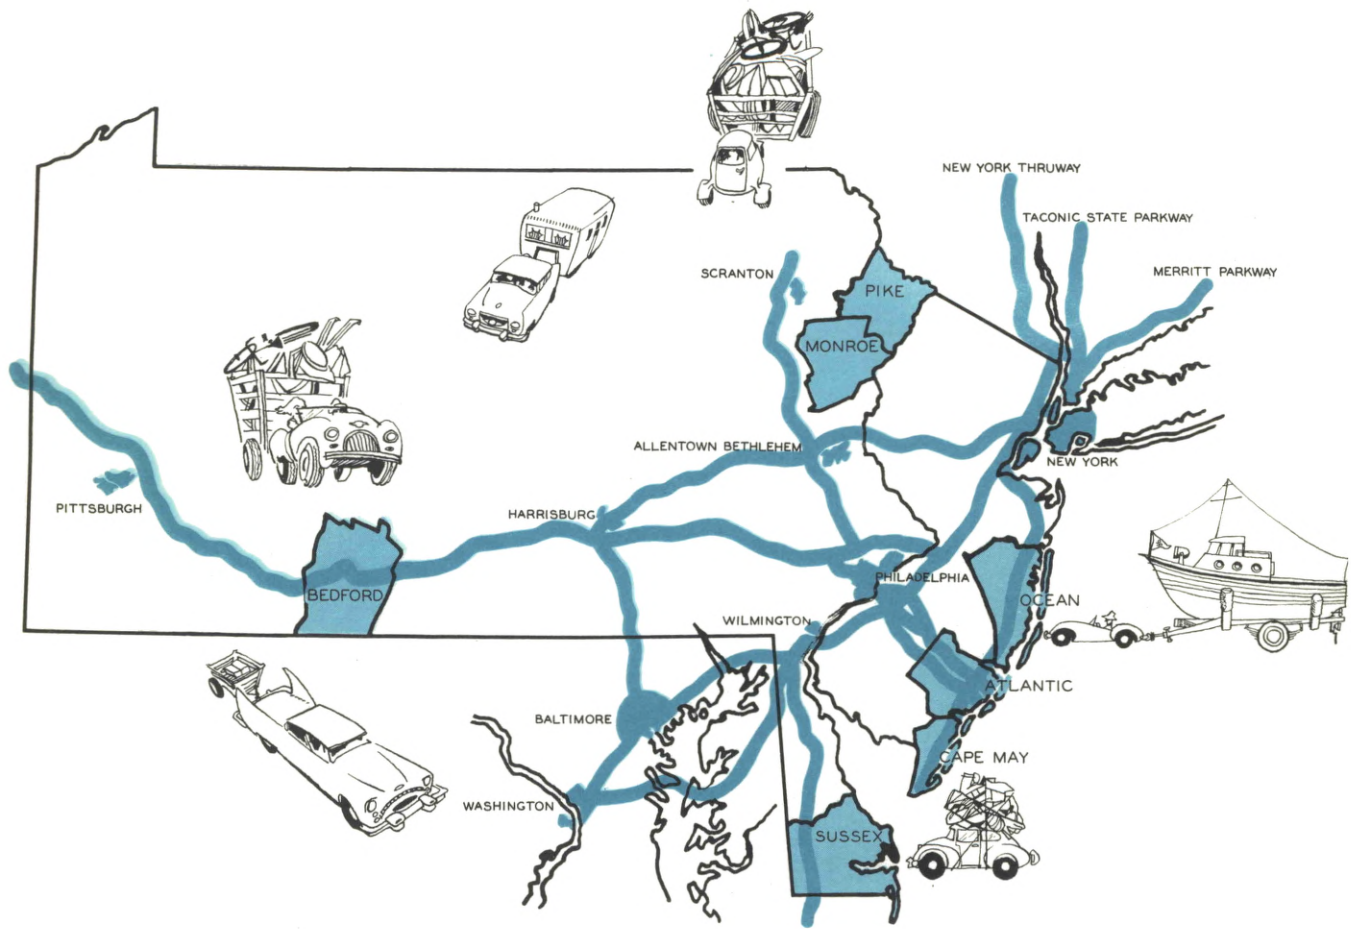 NEW YORK THRUWAY
TACONIC STATE PARKWAY
MERRITT PARKWAY
SCRANTON
PIKE
MONROE
ALLENTOWN BETHLEHEM
NEW YORK
PITTSBURGH
HARRISBURG
PHILADELPHIA
BEDFORD
OCEAN
WILMINGTON
ATLANTIC
BALTIMORE
CAPE MAY
WASHINGTON
SUSSEX